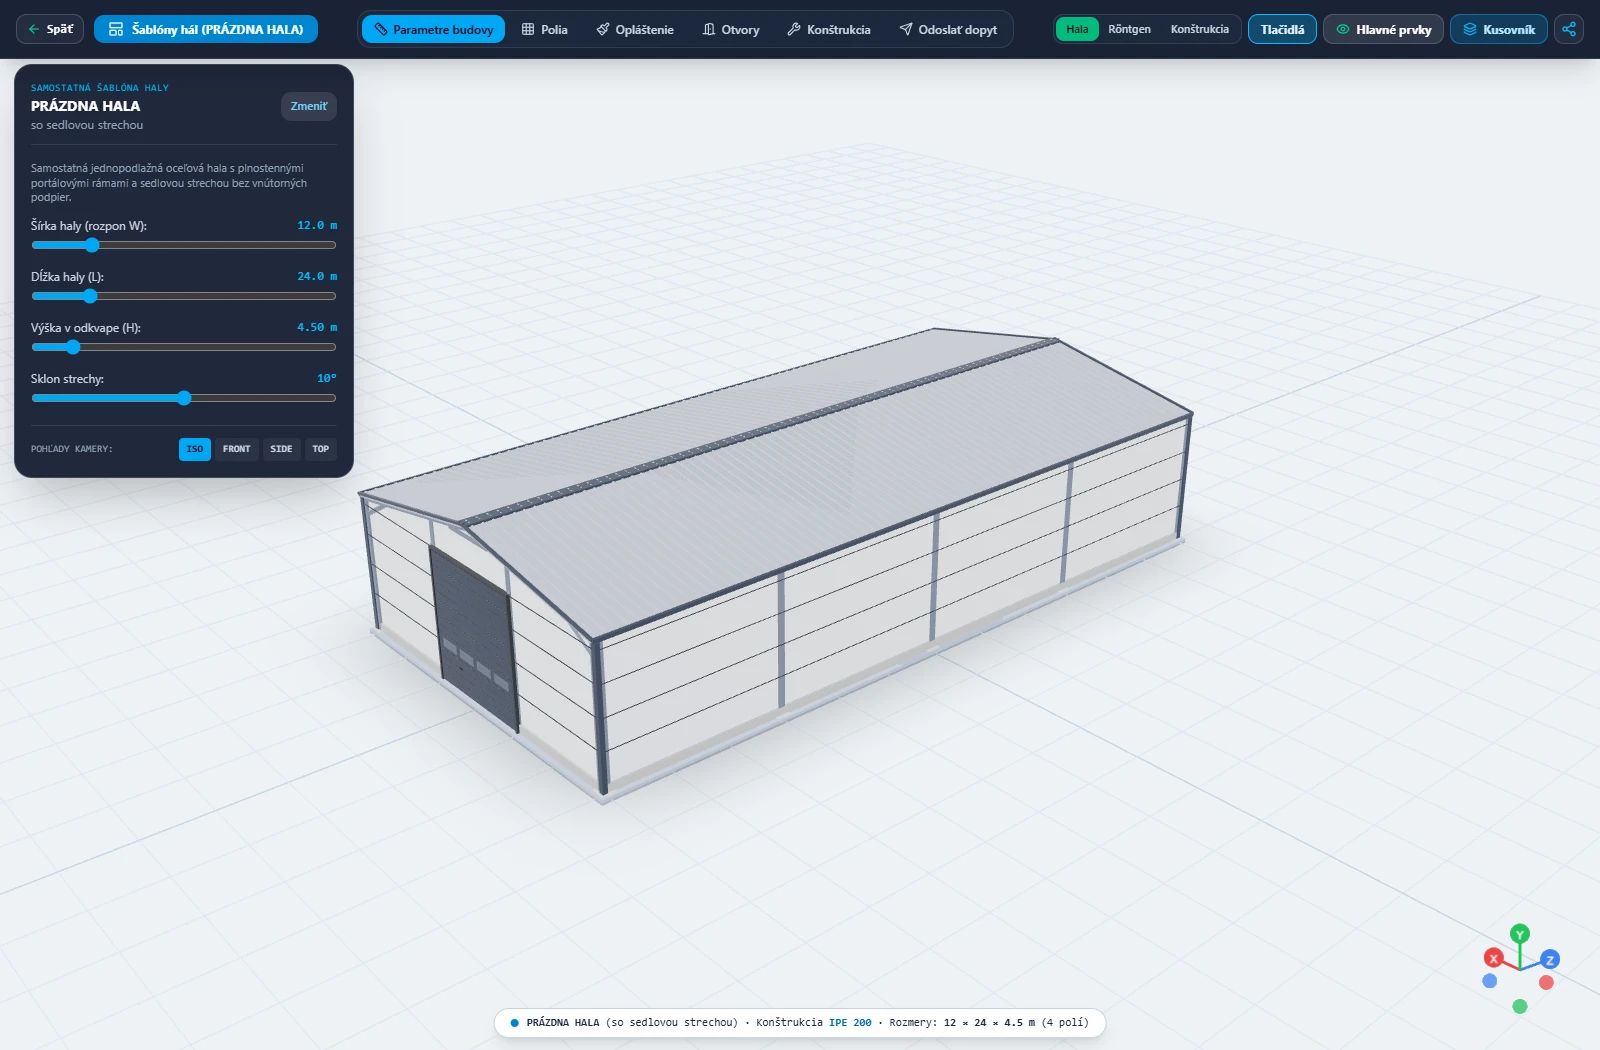 Späť
Šablóny hál (PRÁZDNA HALA)
Parametre budovy
Polia
Opláštenie
Otvory
Konštrukcia
Odoslať dopyt
Hala
Röntgen
Konštrukcia
Tlačidlá
Hlavné prvky
Kusovník
SAMOSTATNÁ ŠABLÓNA HALY
PRÁZDNA HALA
Zmeniť
so sedlovou strechou
Samostatná jednopodlažná oceľová hala s plnostennými
portálovými rámami a sedlovou strechou bez vnútorných
podpier.
Šírka haly (rozpon W): 12.0 m
Dĺžka haly (L): 24.0 m
Výška v odkvape (H): 4.50 m
Sklon strechy: 10°
POHĽADY KAMERY: ISO FRONT SIDE TOP
Y
X
Z
PRÁZDNA HALA (so sedlovou strechou) · Konštrukcia IPE 200 · Rozmery: 12 × 24 × 4.5 m (4 polí)